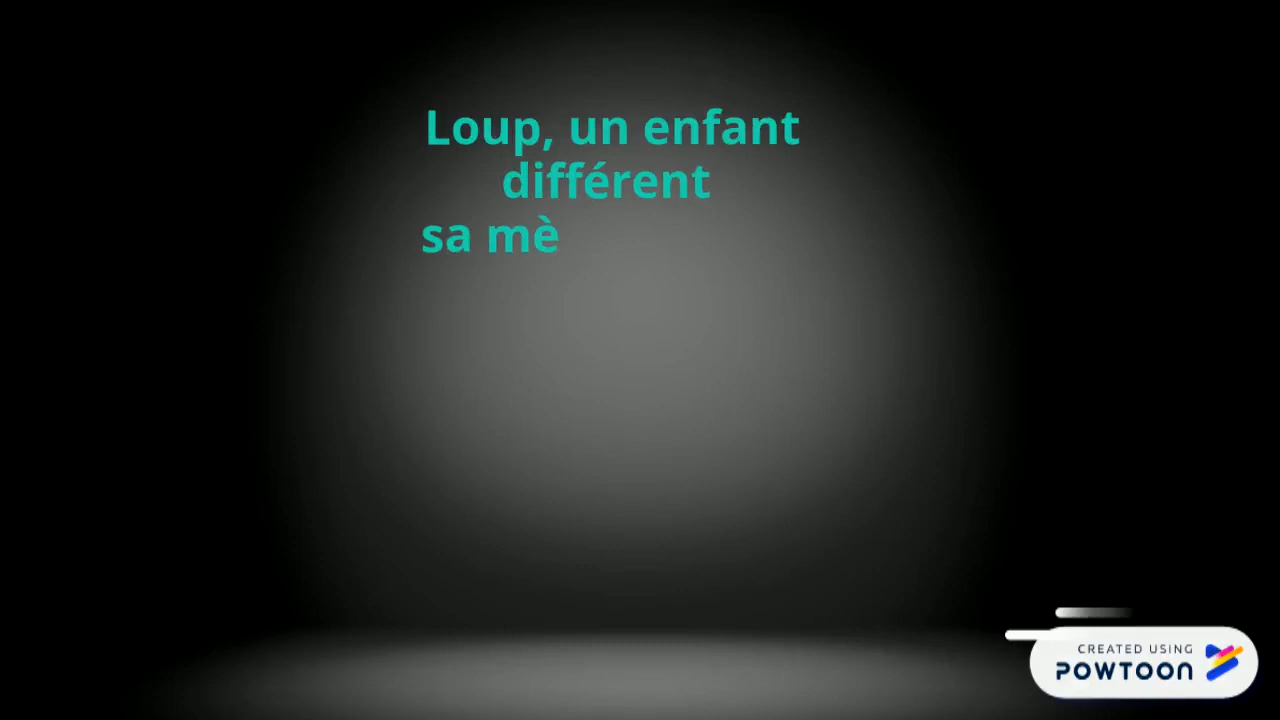 Loup, un enfant
différent
sa mè
CREATED USING
POWTOON